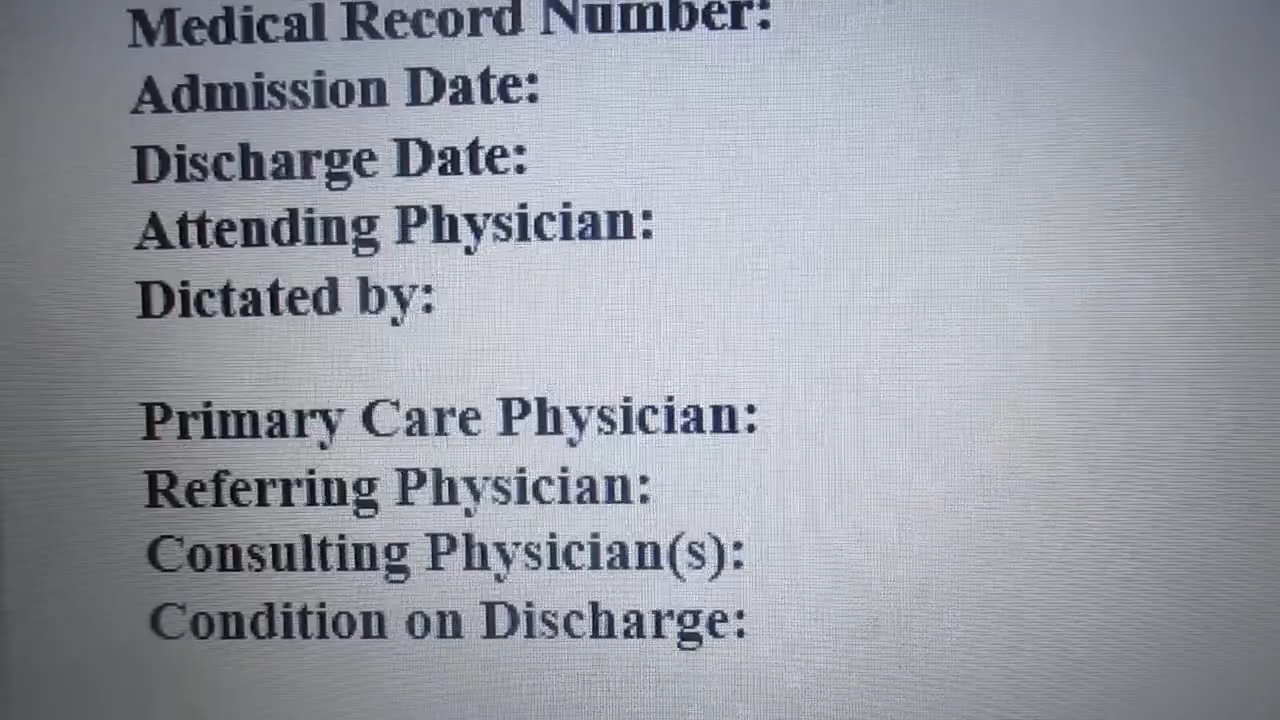 Medical Record Number:
Admission Date:
Discharge Date:
Attending Physician:
Dictated by:
Primary Care Physician:
Referring Physician:
Consulting Physician(s):
Condition on Discharge: